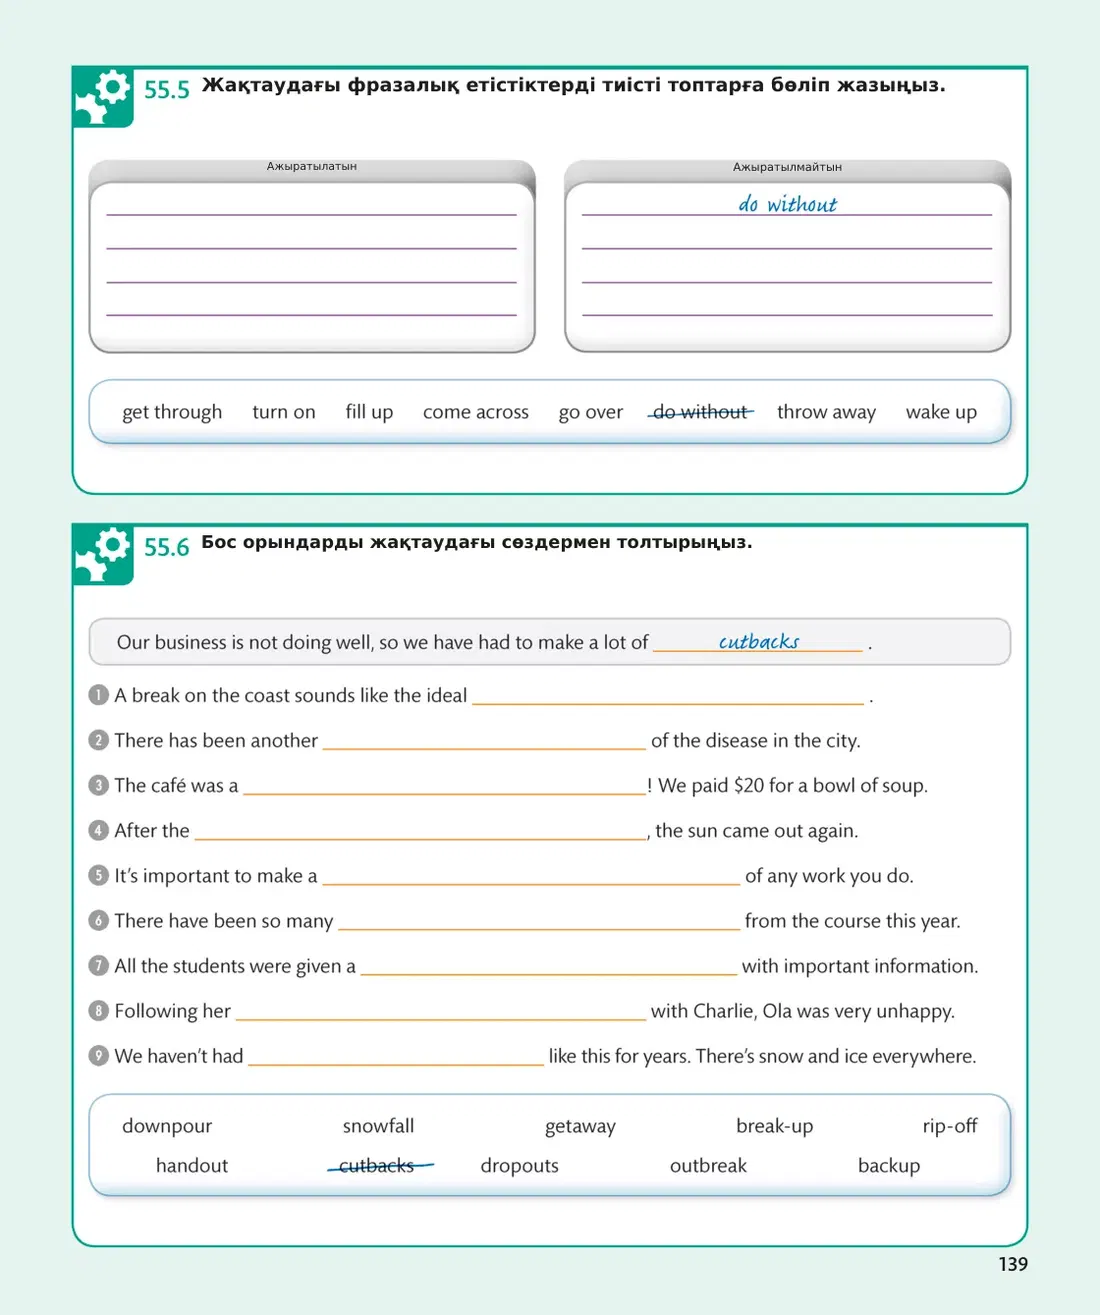 55.5 Жақтаудағы фразалық етістіктерді тиісті топтарға бөліп жазыңыз.
Ажыратылатын
Ажыратылмайтын
do without
get through turn on fill up come across go over do without throw away wake up
55.6 Бос орындарды жақтаудағы сөздермен толтырыңыз.
Our business is not doing well, so we have had to make a lot of cutbacks .
1 A break on the coast sounds like the ideal .
2 There has been another of the disease in the city.
3 The café was a ! We paid $20 for a bowl of soup.
4 After the , the sun came out again.
5 It’s important to make a of any work you do.
6 There have been so many from the course this year.
7 All the students were given a with important information.
8 Following her with Charlie, Ola was very unhappy.
9 We haven’t had like this for years. There’s snow and ice everywhere.
downpour snowfall getaway break-up rip-off
handout cutbacks dropouts outbreak backup
139